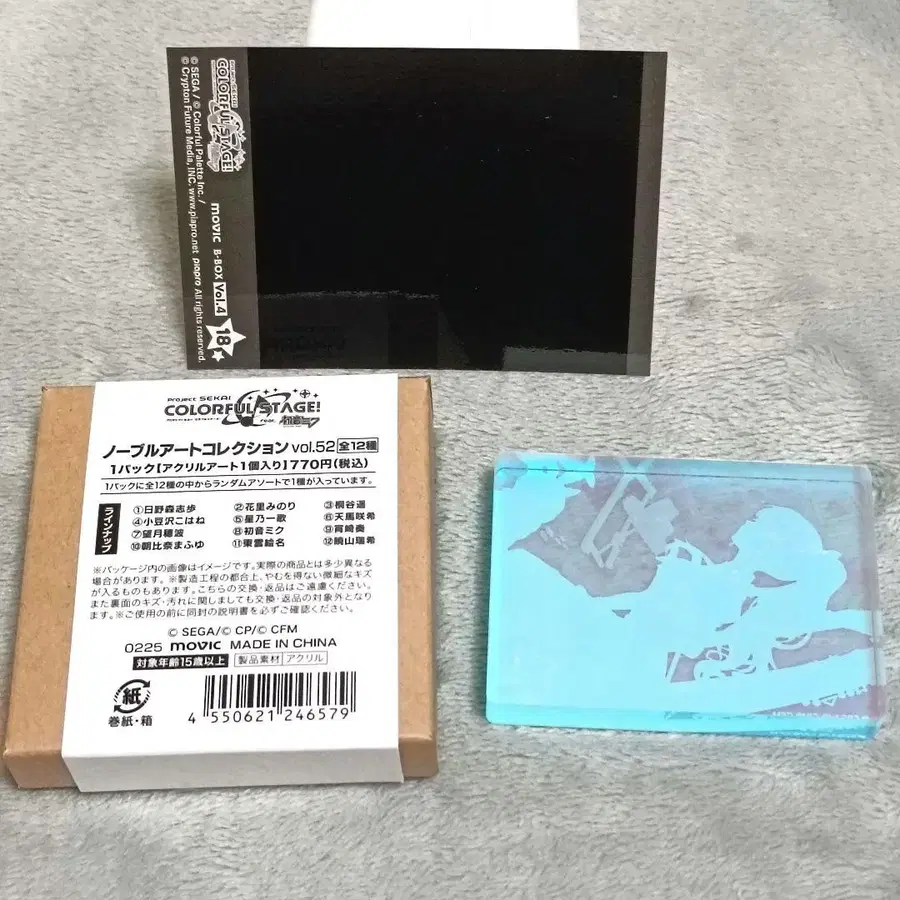 PROJECT SEKAI
COLORFUL STAGE!
© SEGA / © Colorful Palette Inc. /
© Crypton Future Media, INC. www.piapro.net piapro All rights reserved.
movic B-BOX Vol.4
18
Project SEKAI
COLORFUL STAGE!
feat. 初音ミク
ノーブルアートコレクション vol.52 全12種
1パック[アクリルアート1個入り]770円(税込)
1パックに全12種の中からランダムアソートで1種が入っています。
ラインナップ
①日野森志歩 ②花里みのり ③桐谷遥
④小豆沢こはね ⑤星乃一歌 ⑥天馬咲希
⑦望月穂波 ⑧初音ミク ⑨宵崎奏
⑩朝比奈まふゆ ⑪東雲絵名 ⑫暁山瑞希
※パッケージ内の画像はイメージです。実際の商品とは多少異なる
場合があります。※製造工程の都合上、やむを得ない微細なキズ
が入るものもあります。こちらの交換・返品はご遠慮ください。
また裏面のキズ・汚れに関しましても交換・返品の対象外となり
ます。※ご使用の前に同封の説明書を必ずご確認ください。
© SEGA/© CP/© CFM
0225 movic MADE IN CHINA
対象年齢15歳以上 製品素材 アクリル
紙
巻紙・箱
4 550621 246579